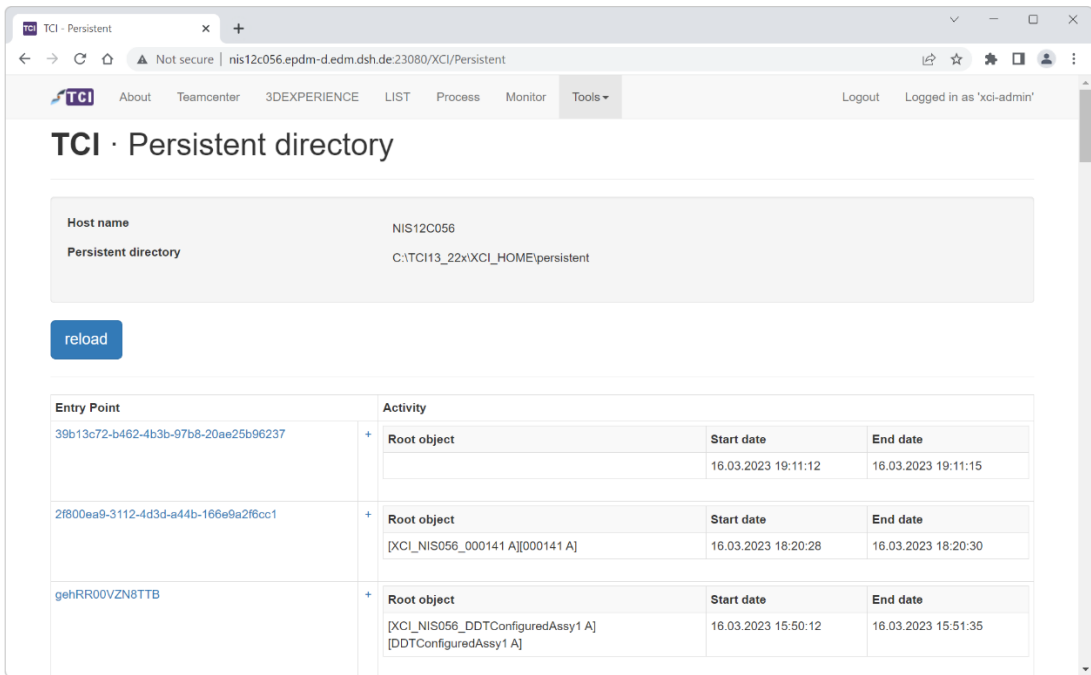 TCI TCI - Persistent
Not secure | nis12c056.epdm-d.edm.dsh.de:23080/XCI/Persistent
TCI About Teamcenter 3DEXPERIENCE LIST Process Monitor Tools Logout Logged in as 'xci-admin'
TCI · Persistent directory
Host name NIS12C056
Persistent directory C:\TCI13_22x\XCI_HOME\persistent
reload
Entry Point Activity
39b13c72-b462-4b3b-97b8-20ae25b96237 + Root object Start date End date
16.03.2023 19:11:12 16.03.2023 19:11:15
2f800ea9-3112-4d3d-a44b-166e9a2f6cc1 + Root object Start date End date
[XCI_NIS056_000141 A][000141 A] 16.03.2023 18:20:28 16.03.2023 18:20:30
gehRR00VZN8TTB + Root object Start date End date
[XCI_NIS056_DDTConfiguredAssy1 A] 16.03.2023 15:50:12 16.03.2023 15:51:35
[DDTConfiguredAssy1 A]